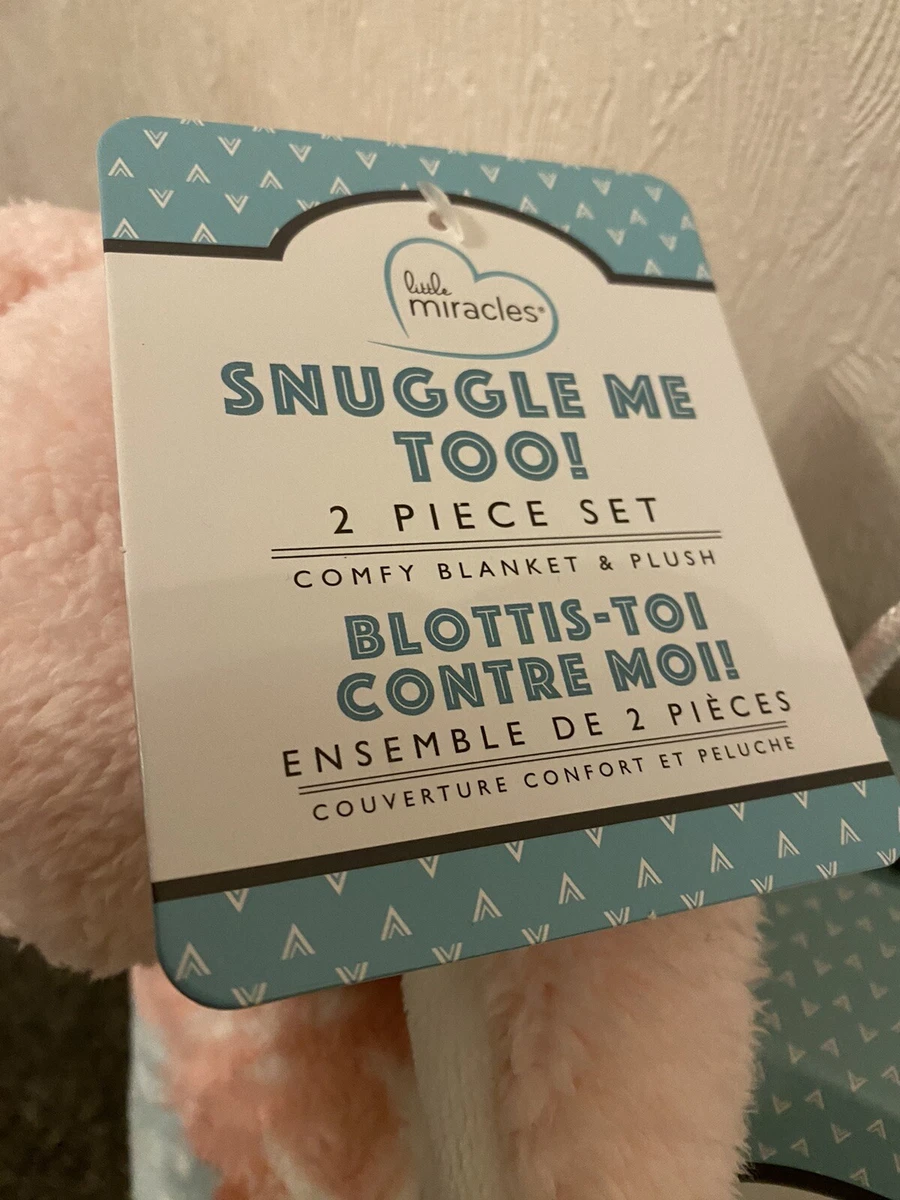 little
miracles®
SNUGGLE ME
TOO!
2 PIECE SET
COMFY BLANKET & PLUSH
BLOTTIS-TOI
CONTRE MOI!
ENSEMBLE DE 2 PIÈCES
COUVERTURE CONFORT ET PELUCHE